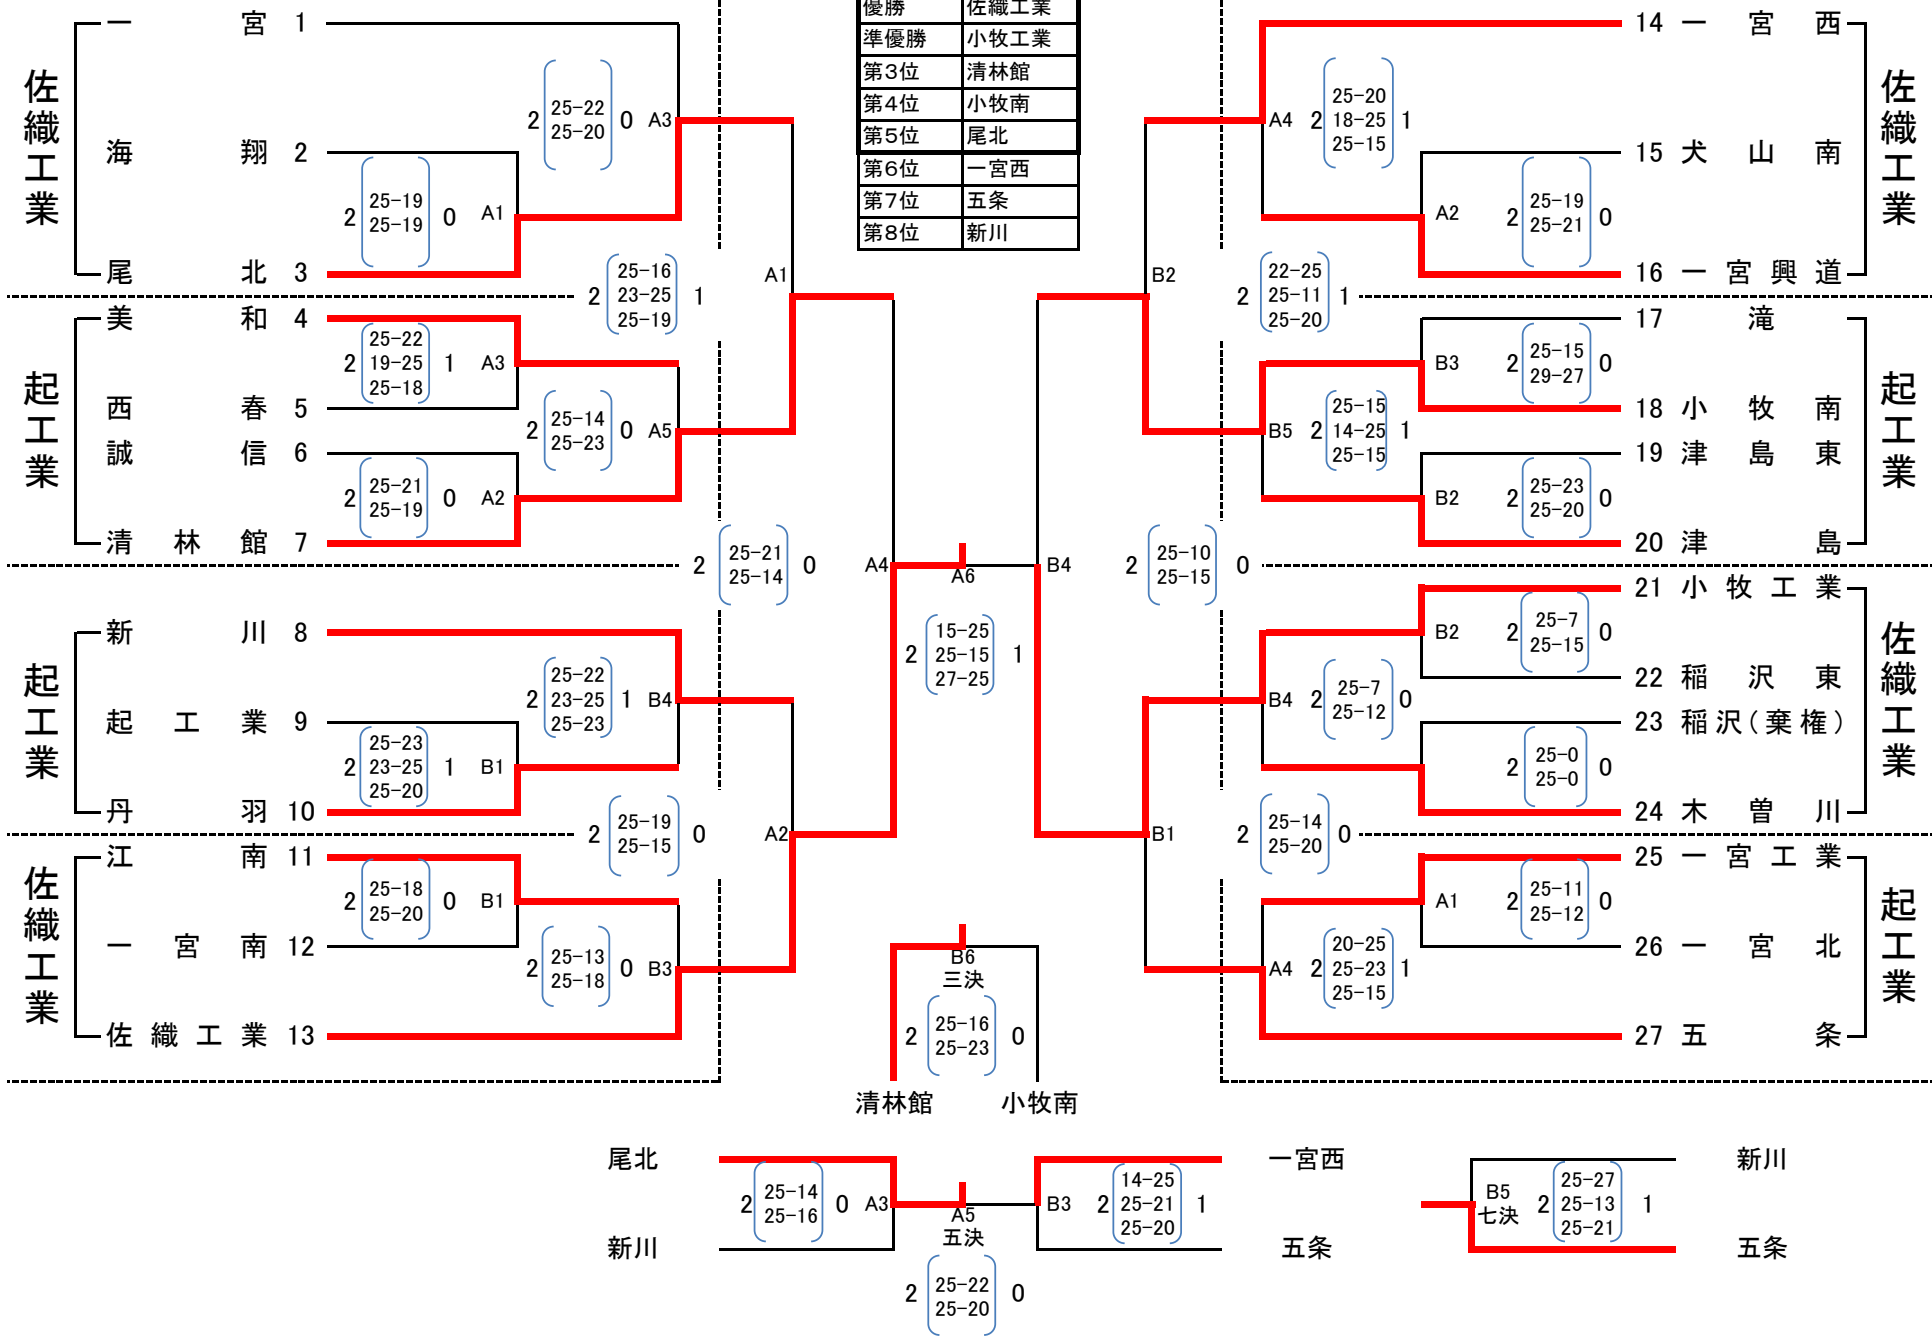 優勝 佐織工業
準優勝 小牧工業
第3位 清林館
第4位 小牧南
第5位 尾北
第6位 一宮西
第7位 五条
第8位 新川
佐織工業
一宮 1
海翔 2
尾北 3
2 25-22 0 A3
25-20
2 25-19 0 A1
25-19
2 25-16 1 A1
23-25
25-19
起工業
美和 4
西春 5
誠信 6
清林館 7
2 25-22 1 A3
19-25
25-18
2 25-14 0 A5
25-23
2 25-21 0 A2
25-19
2 25-21 0 A4
25-14
起工業
新川 8
起工業 9
丹羽 10
2 25-22 1 B4
23-25
25-23
2 25-23 1 B1
23-25
25-20
2 25-19 0 A2
25-15
佐織工業
江南 11
一宮南 12
佐織工業 13
2 25-18 0 B1
25-20
2 25-13 0 B3
25-18
A6
2 15-25 1
25-15
27-25
佐織工業
14 一宮西
15 犬山南
16 一宮興道
A4 2 25-20 1
18-25
25-15
A2 2 25-19 0
25-21
B2 2 22-25 1
25-11
25-20
起工業
17 滝
18 小牧南
19 津島東
20 津島
B3 2 25-15 0
29-27
B5 2 25-15 1
14-25
25-15
B2 2 25-23 0
25-20
B4 2 25-10 0
25-15
佐織工業
21 小牧工業
22 稲沢東
23 稲沢(棄権)
24 木曽川
B2 2 25-7 0
25-15
B4 2 25-7 0
25-12
2 25-0 0
25-0
B1 2 25-14 0
25-20
起工業
25 一宮工業
26 一宮北
27 五条
A1 2 25-11 0
25-12
A4 2 20-25 1
25-23
25-15
B6
三決
2 25-16 0
25-23
清林館 小牧南
尾北
新川
2 25-14 0 A3
25-16
A5
五決
2 25-22 0
25-20
B3 2 14-25 1
25-21
25-20
一宮西
五条
B5
七決
2 25-27 1
25-13
25-21
新川
五条